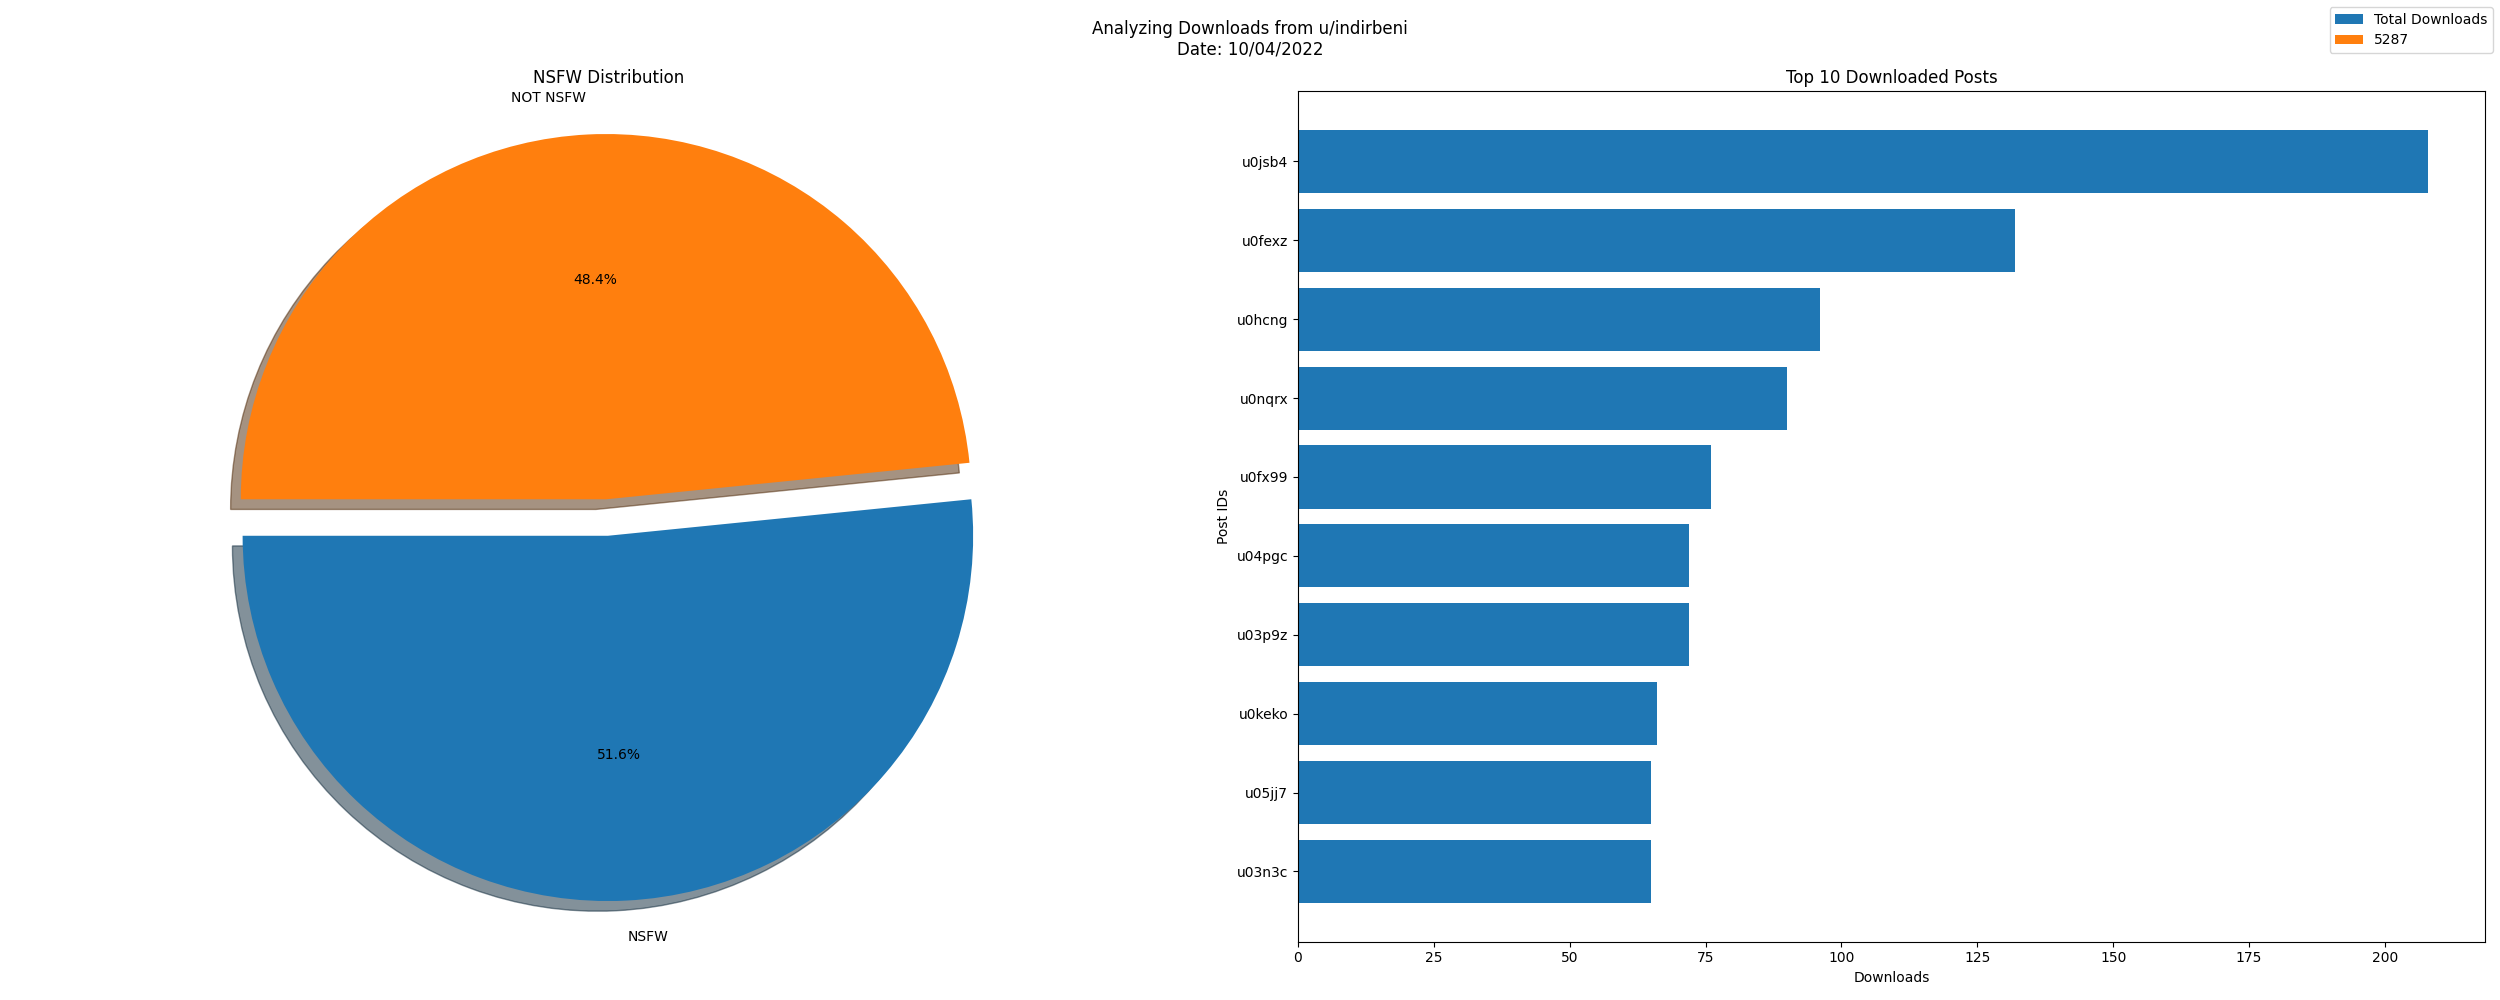 Analyzing Downloads from u/indirbeni
Date: 10/04/2022
Total Downloads
5287
NSFW Distribution
NOT NSFW
48.4%
51.6%
NSFW
Top 10 Downloaded Posts
Post IDs
u0jsb4
u0fexz
u0hcng
u0nqrx
u0fx99
u04pgc
u03p9z
u0keko
u05jj7
u03n3c
0 25 50 75 100 125 150 175 200
Downloads